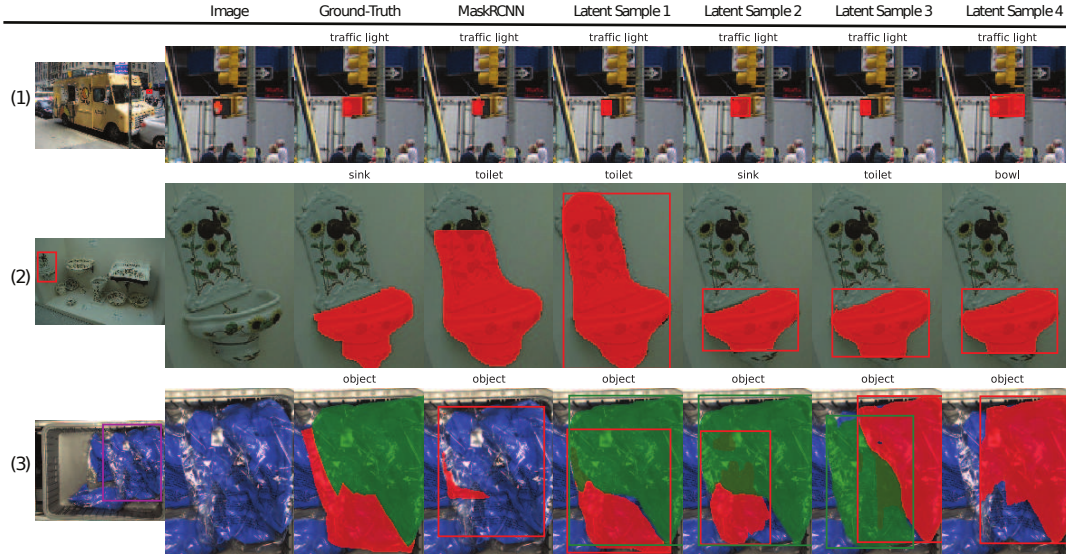 Image Ground-Truth MaskRCNN Latent Sample 1 Latent Sample 2 Latent Sample 3 Latent Sample 4
traffic light traffic light traffic light traffic light traffic light traffic light
(1)
sink toilet toilet sink toilet bowl
(2)
object object object object object object
(3)